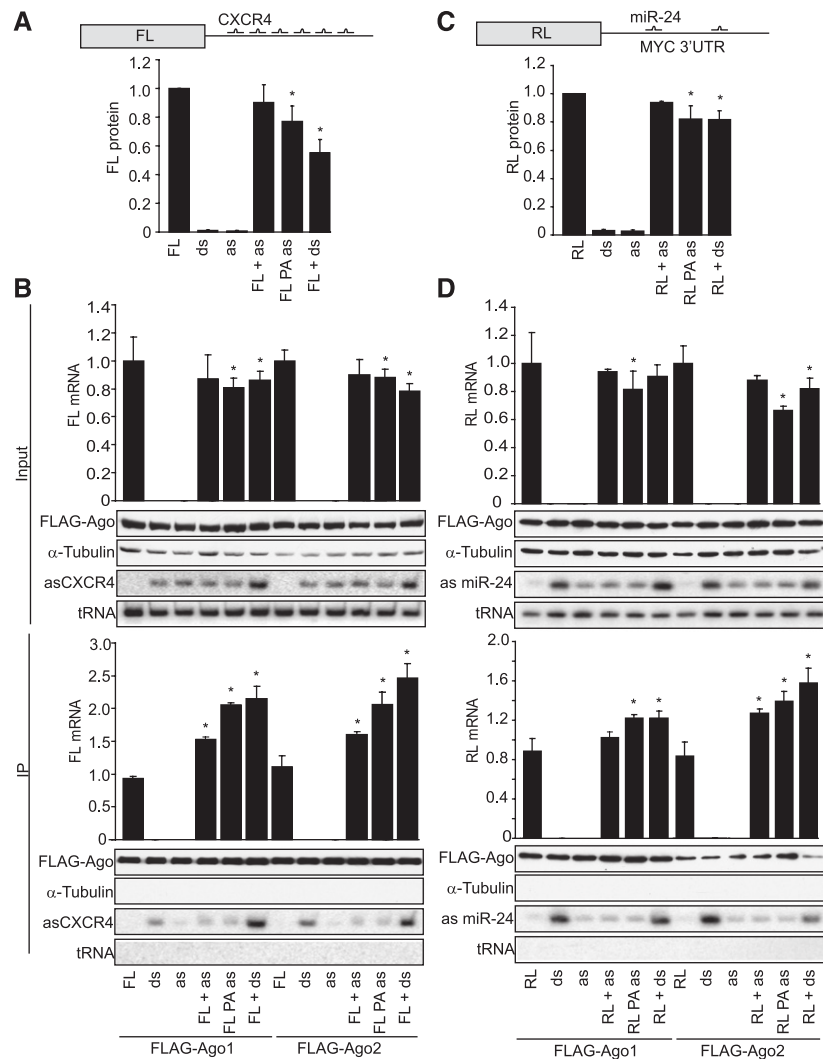 A
CXCR4
FL
FL protein
1.2
1.0
0.8
0.6
0.4
0.2
0
*
*
FL
ds
as
FL + as
FL PA as
FL + ds
C
miR-24
RL
MYC 3'UTR
RL protein
1.2
1.0
0.8
0.6
0.4
0.2
0
*
*
RL
ds
as
RL + as
RL PA as
RL + ds
B
Input
FL mRNA
1.4
1.2
1.0
0.8
0.6
0.4
0.2
0
*
*
*
*
FLAG-Ago
α-Tubulin
asCXCR4
tRNA
IP
FL mRNA
3.0
2.5
2.0
1.5
1.0
0.5
0.0
*
*
*
*
*
*
FLAG-Ago
α-Tubulin
asCXCR4
tRNA
FL
ds
as
FL + as
FL PA as
FL + ds
FL
ds
as
FL + as
FL PA as
FL + ds
FLAG-Ago1
FLAG-Ago2
D
RL mRNA
1.4
1.2
1.0
0.8
0.6
0.4
0.2
0
*
*
*
FLAG-Ago
α-Tubulin
as miR-24
tRNA
RL mRNA
2.0
1.6
1.2
0.8
0.4
0
*
*
*
*
*
FLAG-Ago
α-Tubulin
as miR-24
tRNA
RL
ds
as
RL + as
RL PA as
RL + ds
RL
ds
as
RL + as
RL PA as
RL + ds
FLAG-Ago1
FLAG-Ago2